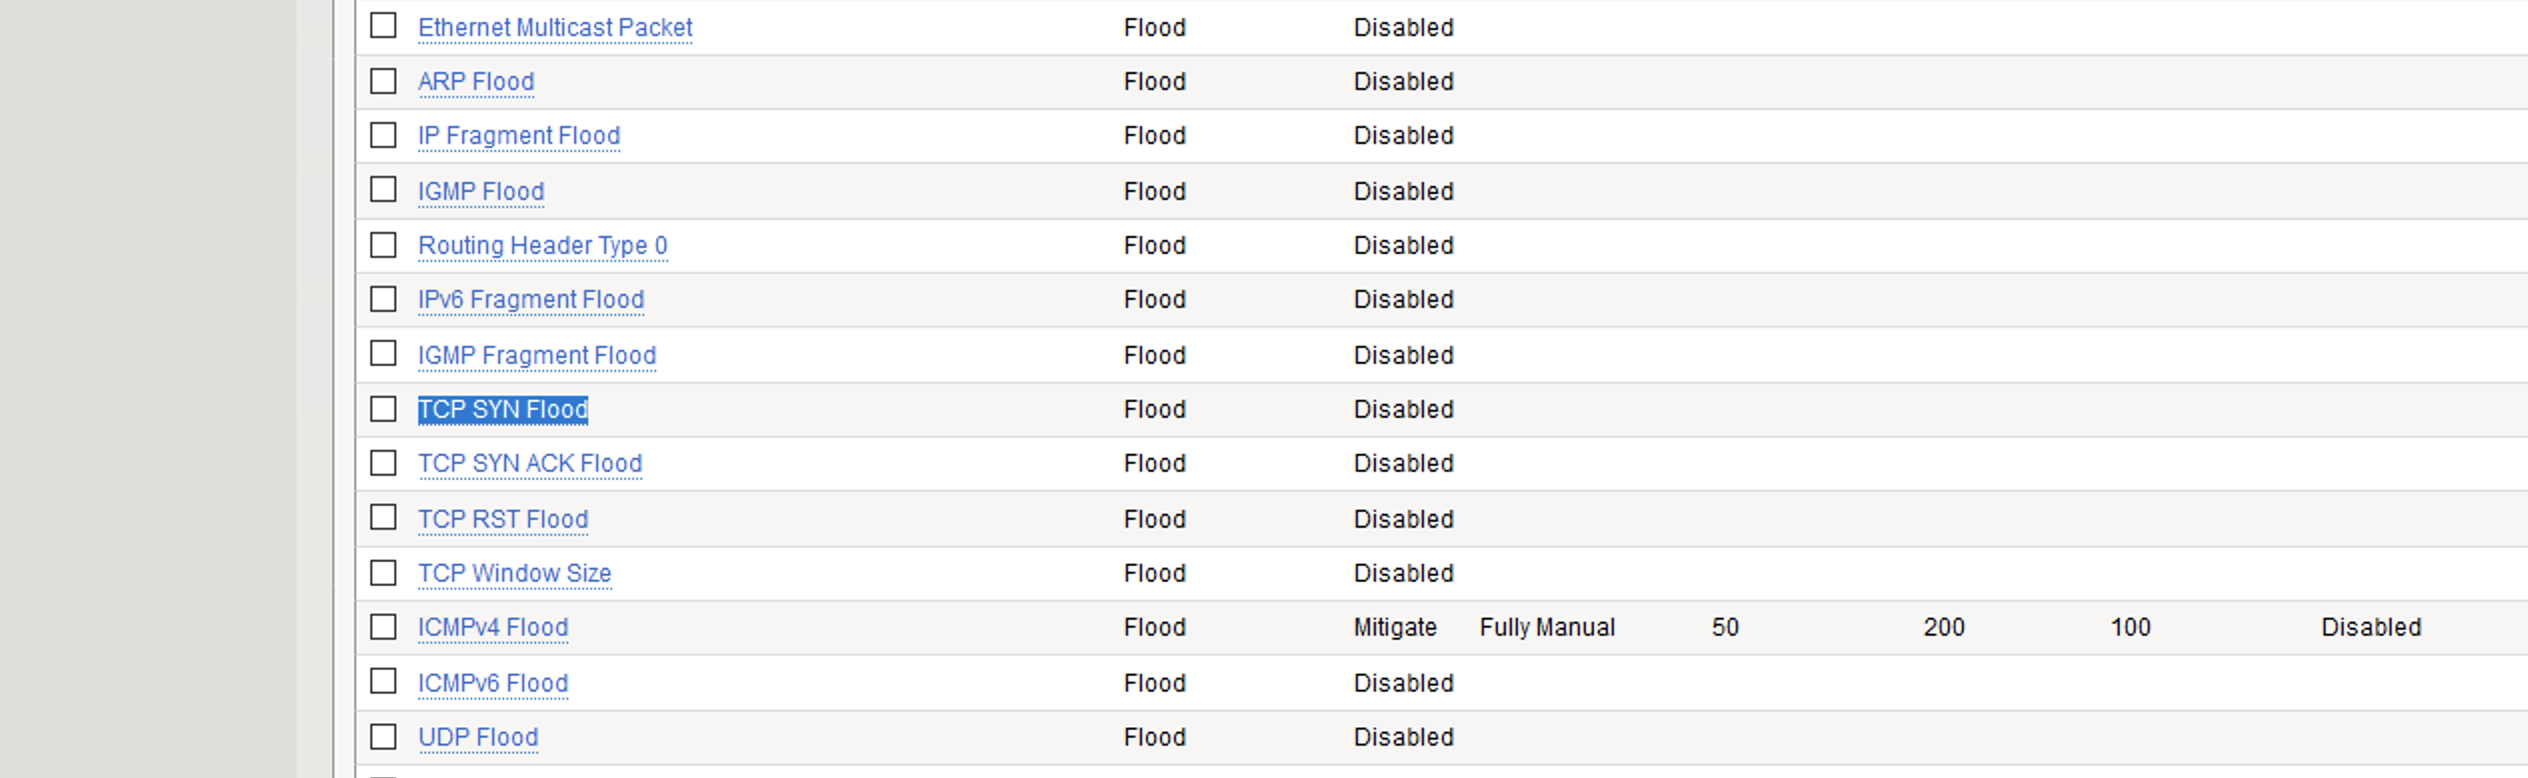 Ethernet Multicast Packet Flood Disabled
ARP Flood Flood Disabled
IP Fragment Flood Flood Disabled
IGMP Flood Flood Disabled
Routing Header Type 0 Flood Disabled
IPv6 Fragment Flood Flood Disabled
IGMP Fragment Flood Flood Disabled
TCP SYN Flood Flood Disabled
TCP SYN ACK Flood Flood Disabled
TCP RST Flood Flood Disabled
TCP Window Size Flood Disabled
ICMPv4 Flood Flood Mitigate Fully Manual 50 200 100 Disabled
ICMPv6 Flood Flood Disabled
UDP Flood Flood Disabled